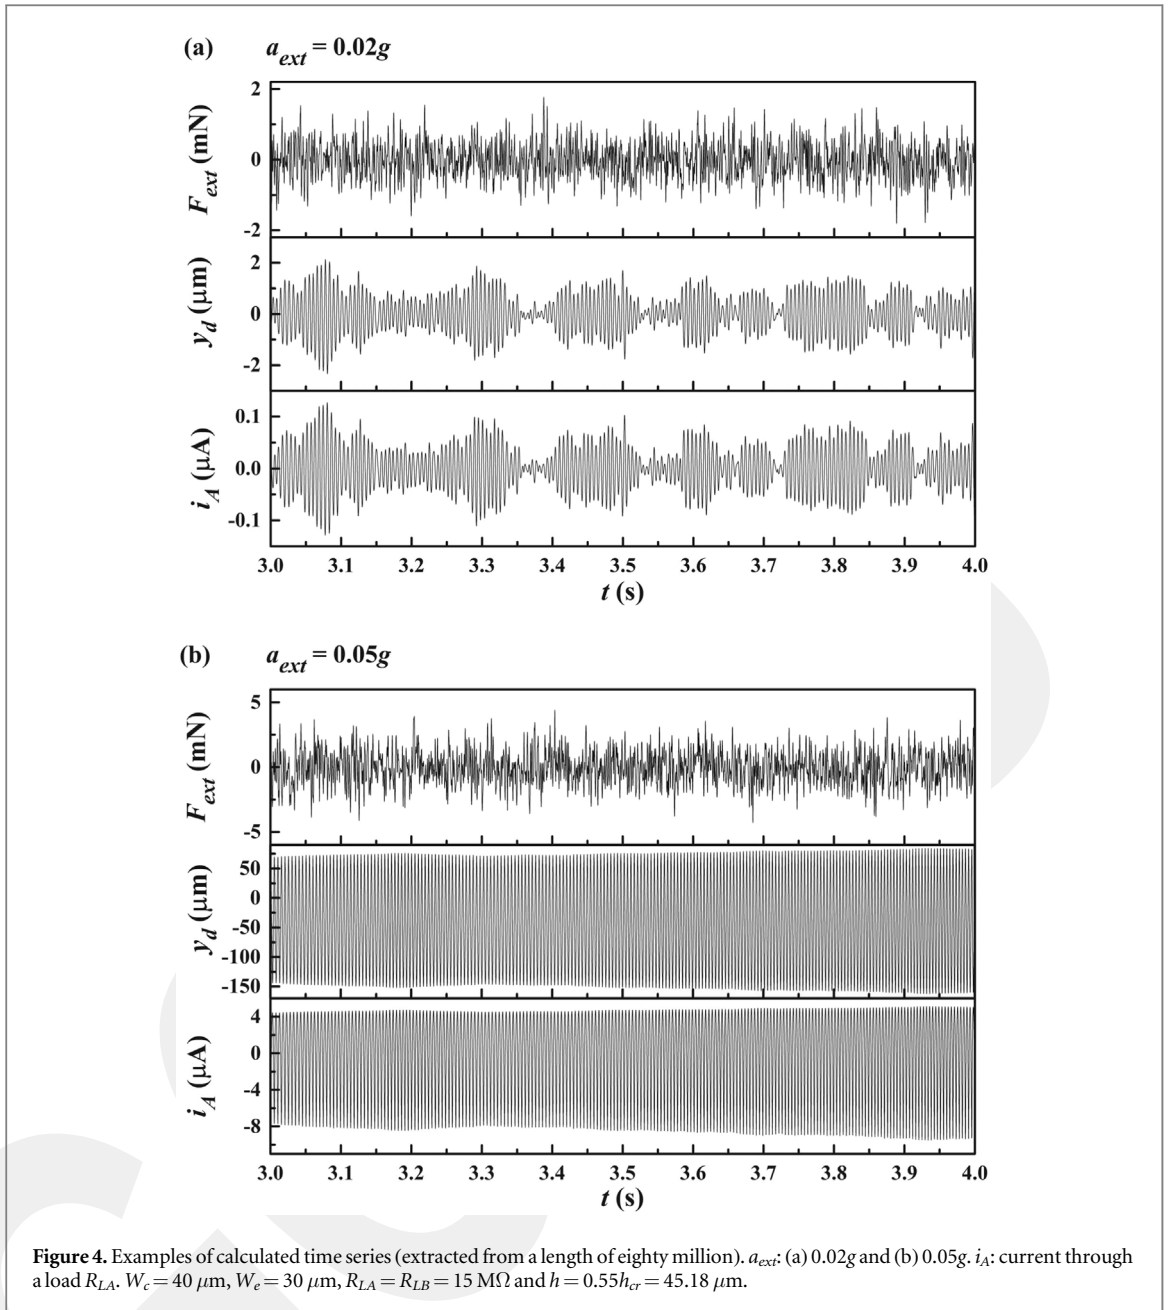 (a) a_ext = 0.02g
F_ext (mN)
2
0
-2
y_d (μm)
2
0
-2
i_A (μA)
0.1
0.0
-0.1
3.0 3.1 3.2 3.3 3.4 3.5 3.6 3.7 3.8 3.9 4.0
t (s)
(b) a_ext = 0.05g
F_ext (mN)
5
0
-5
y_d (μm)
50
0
-50
-100
-150
i_A (μA)
4
0
-4
-8
3.0 3.1 3.2 3.3 3.4 3.5 3.6 3.7 3.8 3.9 4.0
t (s)
Figure 4. Examples of calculated time series (extracted from a length of eighty million). a_ext: (a) 0.02g and (b) 0.05g. i_A: current through
a load R_LA. W_c = 40 μm, W_e = 30 μm, R_LA = R_LB = 15 MΩ and h = 0.55h_cr = 45.18 μm.